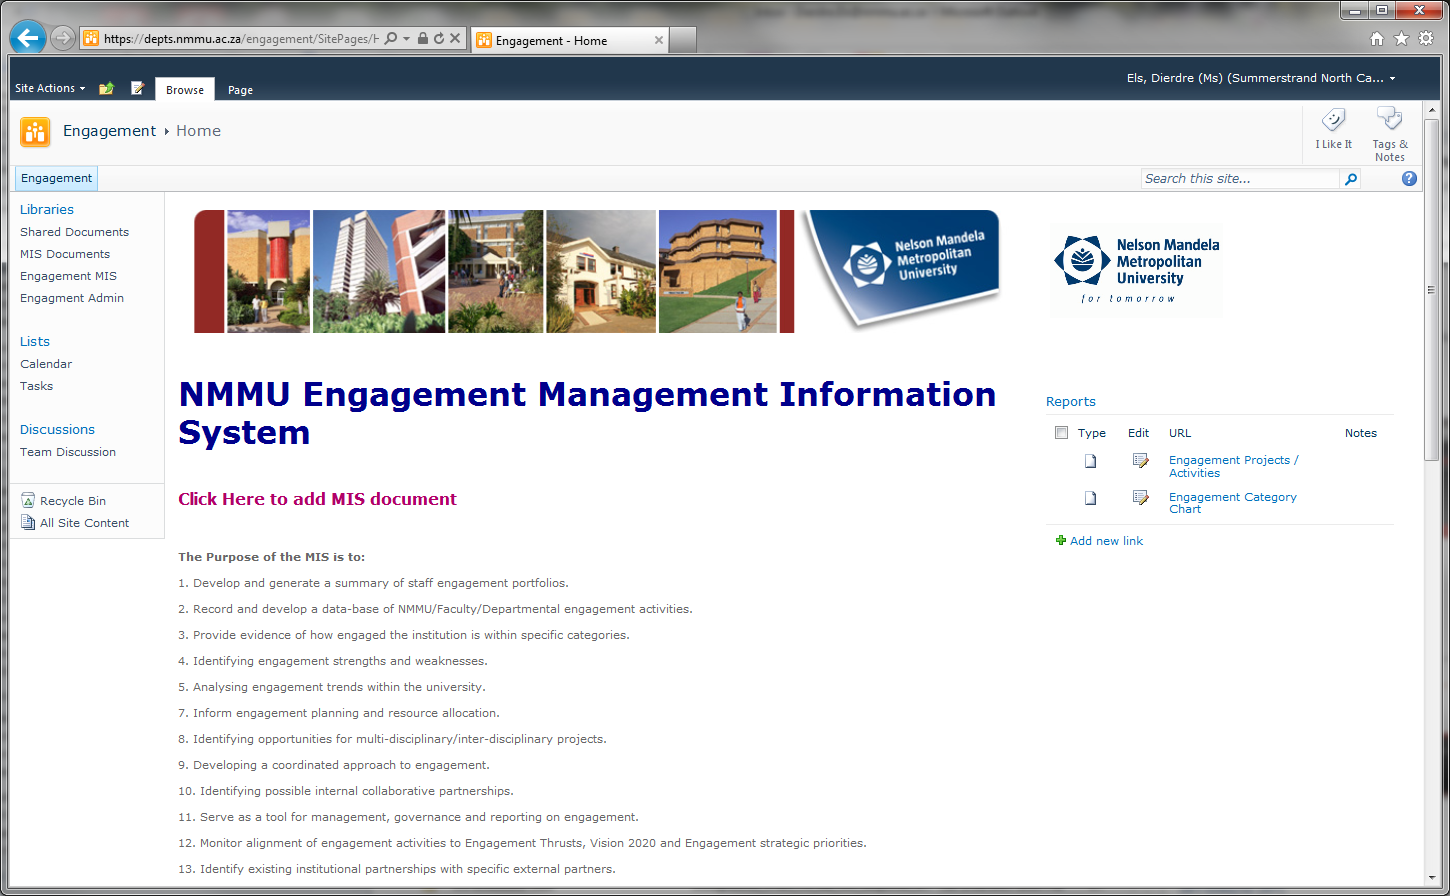 https://depts.nmmu.ac.za/engagement/SitePages/H
Engagement - Home
Site Actions
Browse
Page
Els, Dierdre (Ms) (Summerstrand North Ca...
Engagement Home
I Like It
Tags &
Notes
Engagement
Search this site...
Libraries
Shared Documents
MIS Documents
Engagement MIS
Engagment Admin
Lists
Calendar
Tasks
Discussions
Team Discussion
Recycle Bin
All Site Content
Nelson Mandela
Metropolitan
University
Nelson Mandela
Metropolitan
University
for tomorrow
NMMU Engagement Management Information
System
Click Here to add MIS document
The Purpose of the MIS is to:
1. Develop and generate a summary of staff engagement portfolios.
2. Record and develop a data-base of NMMU/Faculty/Departmental engagement activities.
3. Provide evidence of how engaged the institution is within specific categories.
4. Identifying engagement strengths and weaknesses.
5. Analysing engagement trends within the university.
7. Inform engagement planning and resource allocation.
8. Identifying opportunities for multi-disciplinary/inter-disciplinary projects.
9. Developing a coordinated approach to engagement.
10. Identifying possible internal collaborative partnerships.
11. Serve as a tool for management, governance and reporting on engagement.
12. Monitor alignment of engagement activities to Engagement Thrusts, Vision 2020 and Engagement strategic priorities.
13. Identify existing institutional partnerships with specific external partners.
Reports
Type Edit URL Notes
Engagement Projects /
Activities
Engagement Category
Chart
Add new link